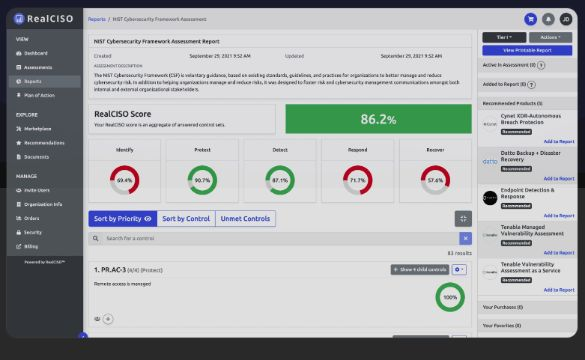 RealCISO
Reports / NIST Cybersecurity Framework Assessment
JD
VIEW
Dashboard
Assessments
Reports
Plan of Action
EXPLORE
Marketplace
Recommendations
Documents
MANAGE
Invite Users
Organization Info
Orders
Security
Billing
Powered by RealCISO™
NIST Cybersecurity Framework Assessment Report
Created
September 29, 2021 9:52 AM
Updated
September 29, 2021 9:52 AM
ASSESSMENT DESCRIPTION
The NIST Cybersecurity Framework (CSF) is voluntary guidance, based on existing standards, guidelines, and practices for organizations to better manage and reduce
cybersecurity risk. In addition to helping organizations manage and reduce risks, it was designed to foster risk and cybersecurity management communications amongst both
internal and external organizational stakeholders.
RealCISO Score
Your RealCISO score is an aggregate of answered control sets.
86.2%
Identify
69.4%
Protect
90.7%
Detect
87.1%
Respond
71.7%
Recover
57.6%
Sort by Priority
Sort by Control
Unmet Controls
Search for a control
83 results
1. PR.AC-3 (4/4) (Protect)
Show 4 child controls
Remote access is managed
100%
Tier 1
Actions
View Printable Report
Active in Assessment (0)
Added to Report (0)
Recommended Products (5)
Cynet XDR-Autonomous
Breach Protecion
Recommended
Add to Report
datto
Datto Backup + Disaster
Recovery
Recommended
Add to Report
Endpoint Detection &
Response
Recommended
Add to Report
Tenable Managed
Vulnerability Assessment
Recommended
Add to Report
Tenable Vulnerability
Assessment as a Service
Recommended
Add to Report
Your Purchases (0)
Your Favorites (0)